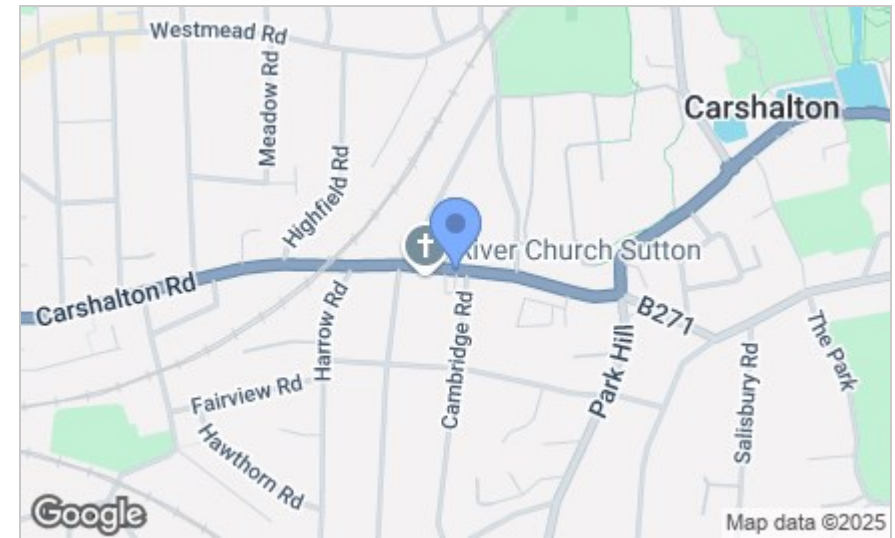 Westmead Rd
Meadow Rd
Highfield Rd
Carshalton
River Church Sutton
Carshalton Rd
Harrow Rd
Cambridge Rd
B271
Park Hill
The Park
Salisbury Rd
Fairview Rd
Hawthorn Rd
Google
Map data ©2025